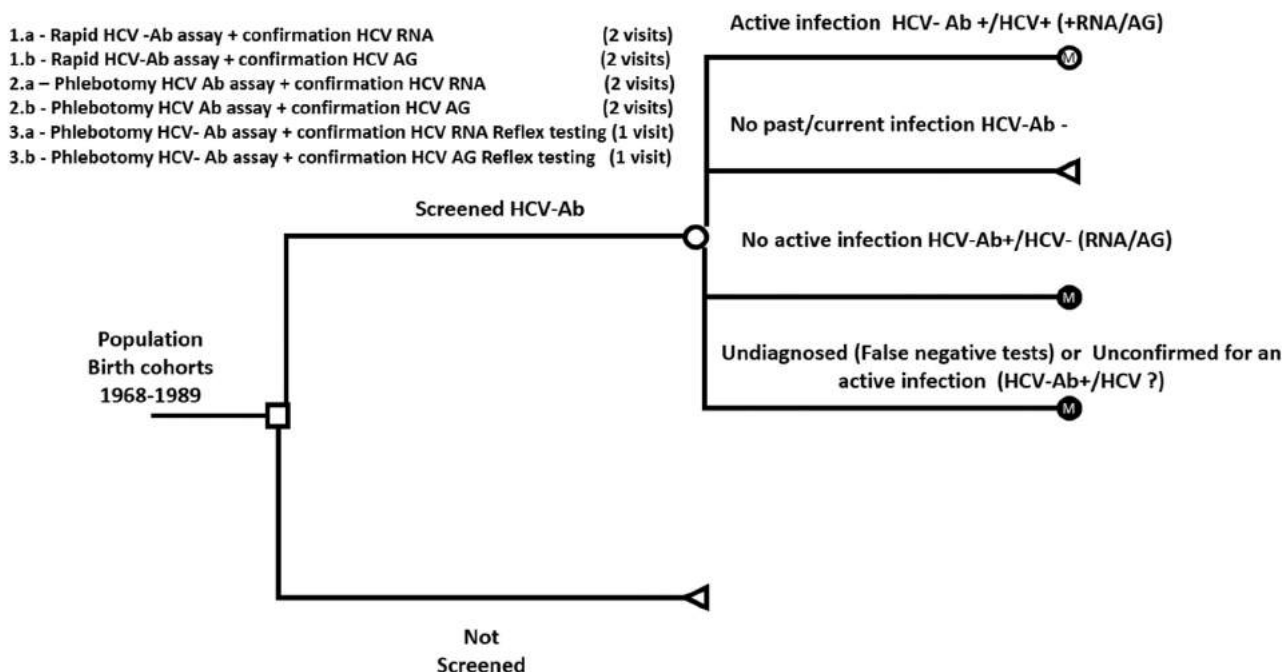 1.a - Rapid HCV -Ab assay + confirmation HCV RNA (2 visits)
1.b - Rapid HCV-Ab assay + confirmation HCV AG (2 visits)
2.a – Phlebotomy HCV Ab assay + confirmation HCV RNA (2 visits)
2.b - Phlebotomy HCV Ab assay + confirmation HCV AG (2 visits)
3.a - Phlebotomy HCV- Ab assay + confirmation HCV RNA Reflex testing (1 visit)
3.b - Phlebotomy HCV- Ab assay + confirmation HCV AG Reflex testing (1 visit)
Active infection HCV- Ab +/HCV+ (+RNA/AG)
M
No past/current infection HCV-Ab -
Screened HCV-Ab
No active infection HCV-Ab+/HCV- (RNA/AG)
M
Undiagnosed (False negative tests) or Unconfirmed for an
active infection (HCV-Ab+/HCV ?)
M
Population
Birth cohorts
1968-1989
Not
Screened